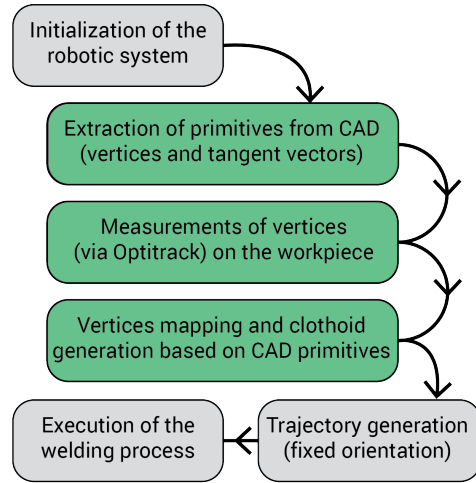 Initialization of the
robotic system
Extraction of primitives from CAD
(vertices and tangent vectors)
Measurements of vertices
(via Optitrack) on the workpiece
Vertices mapping and clothoid
generation based on CAD primitives
Execution of the
welding process
Trajectory generation
(fixed orientation)